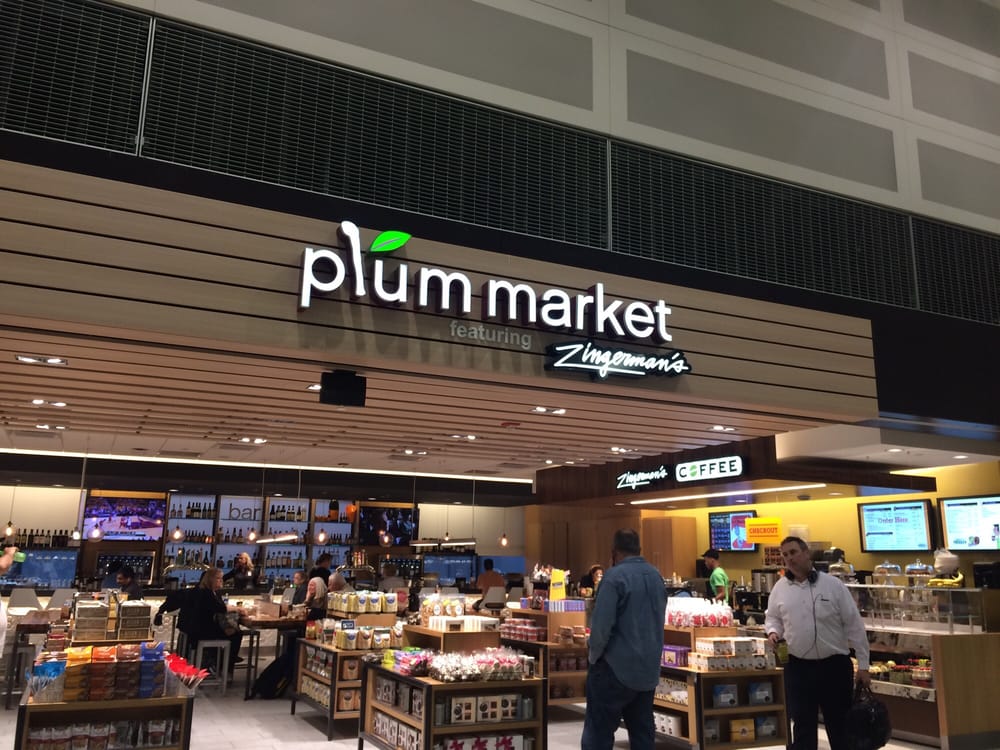 plum market
featuring
Zingerman's
Zingerman's COFFEE
bar
CHECKOUT
Order Here